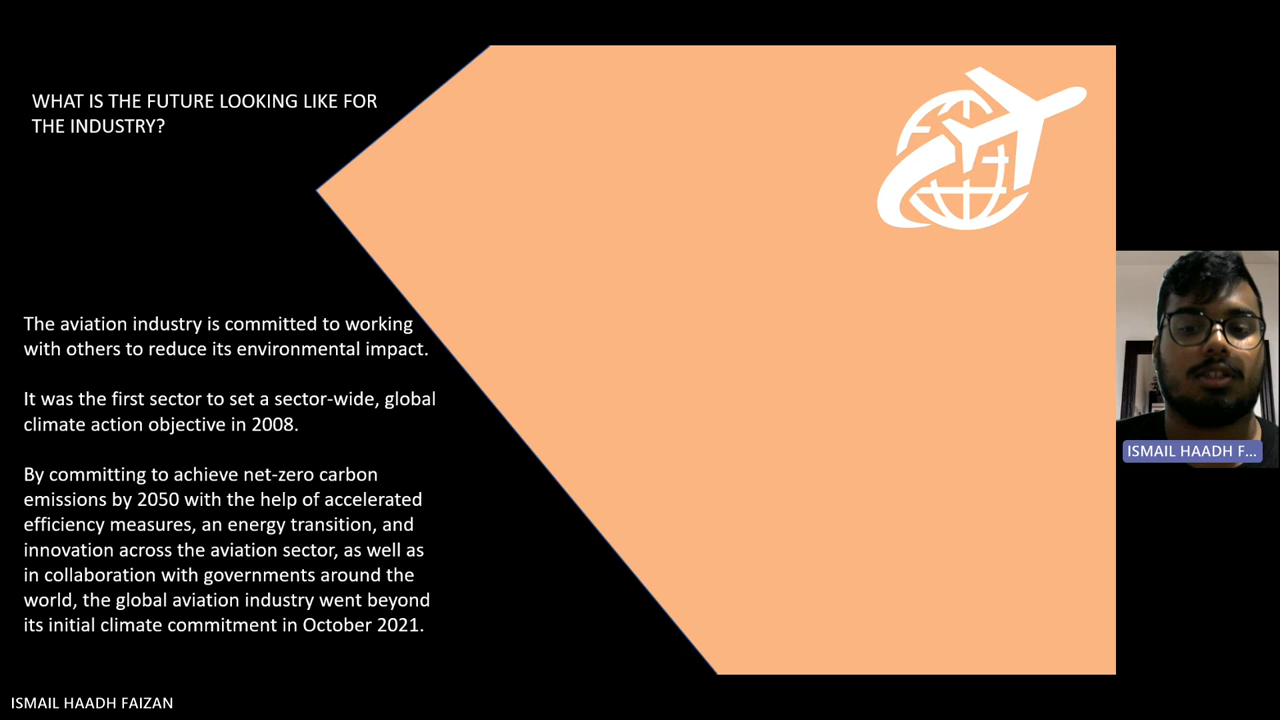 WHAT IS THE FUTURE LOOKING LIKE FOR
THE INDUSTRY?
The aviation industry is committed to working
with others to reduce its environmental impact.
It was the first sector to set a sector-wide, global
climate action objective in 2008.
By committing to achieve net-zero carbon
emissions by 2050 with the help of accelerated
efficiency measures, an energy transition, and
innovation across the aviation sector, as well as
in collaboration with governments around the
world, the global aviation industry went beyond
its initial climate commitment in October 2021.
ISMAIL HAADH F...
ISMAIL HAADH FAIZAN